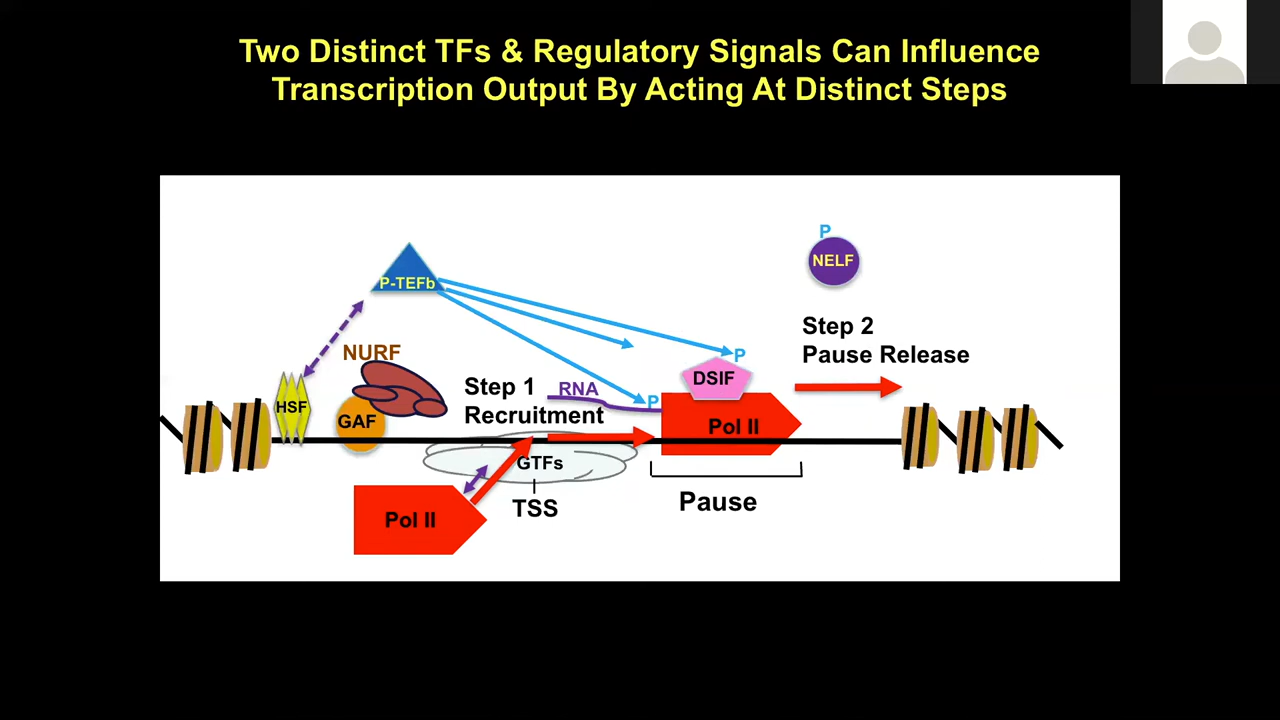 Two Distinct TFs & Regulatory Signals Can Influence
Transcription Output By Acting At Distinct Steps
P
NELF
P-TEFb
Step 2
Pause Release
NURF
P
DSIF
Step 1
Recruitment
RNA
P
HSF
GAF
Pol II
GTFs
TSS
Pause
Pol II